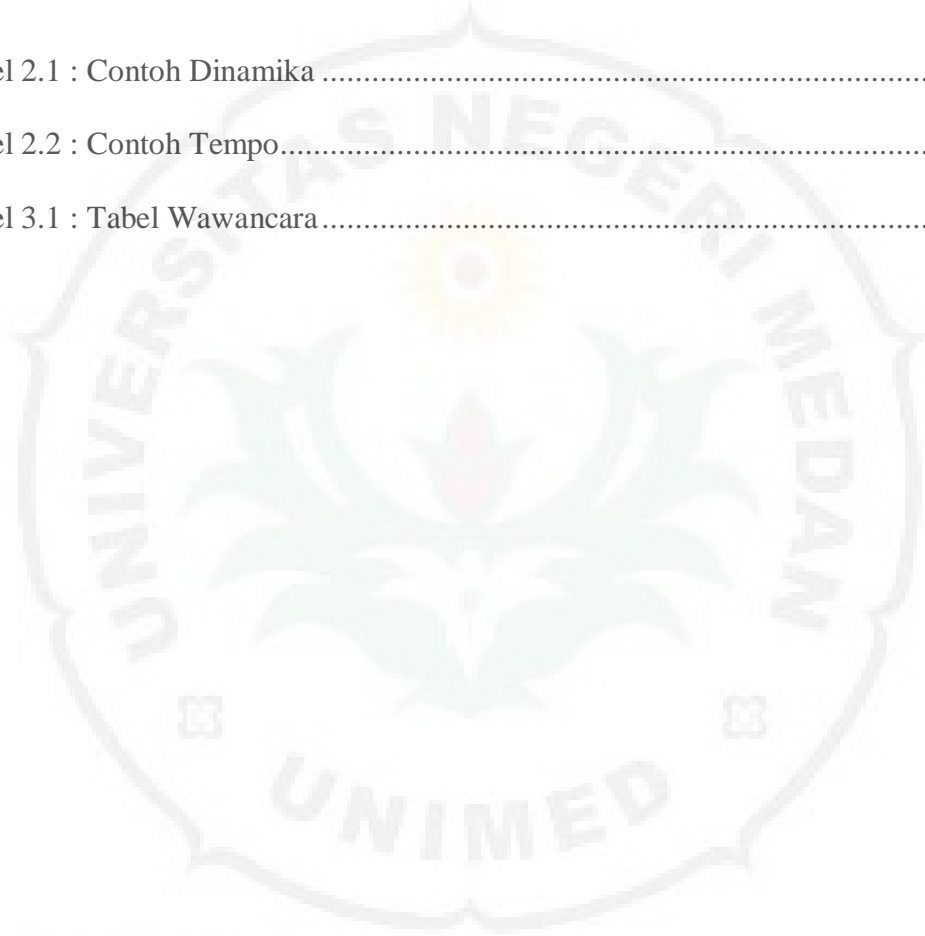 el 2.1 : Contoh Dinamika ..........................................................................................
el 2.2 : Contoh Tempo................................................................................................
el 3.1 : Tabel Wawancara..........................................................................................
UNIVERSITAS NEGERI MEDAN
UNIMED